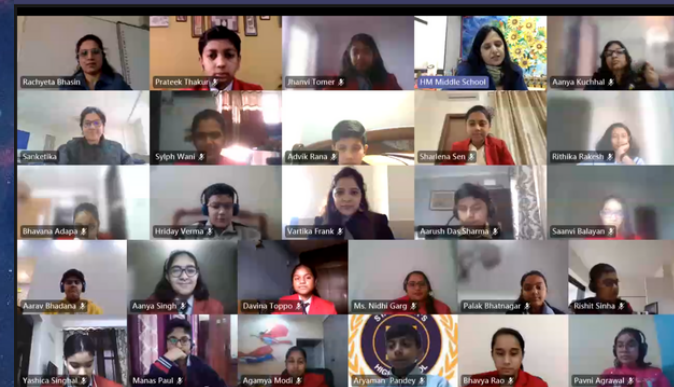 Rachyeta Bhasin
Prateek Thakur
Jhanvi Tomer
HM Middle School
Aanya Kuchhal
Sanketika
Sylph Wani
Advik Rana
Sharlena Sen
Rithika Rakesh
Bhavana Adapa
Hriday Verma
Vartika Frank
Aarush Das Sharma
Saanvi Balayan
Aarav Bhadana
Aanya Singh
Davina Toppo
Ms. Nidhi Garg
Palak Bhatnagar
Rishit Sinha
Yashica Singhal
Manas Paul
Agamya Modi
Aryaman Pandey
Bhavya Rao
Pavni Agrawal